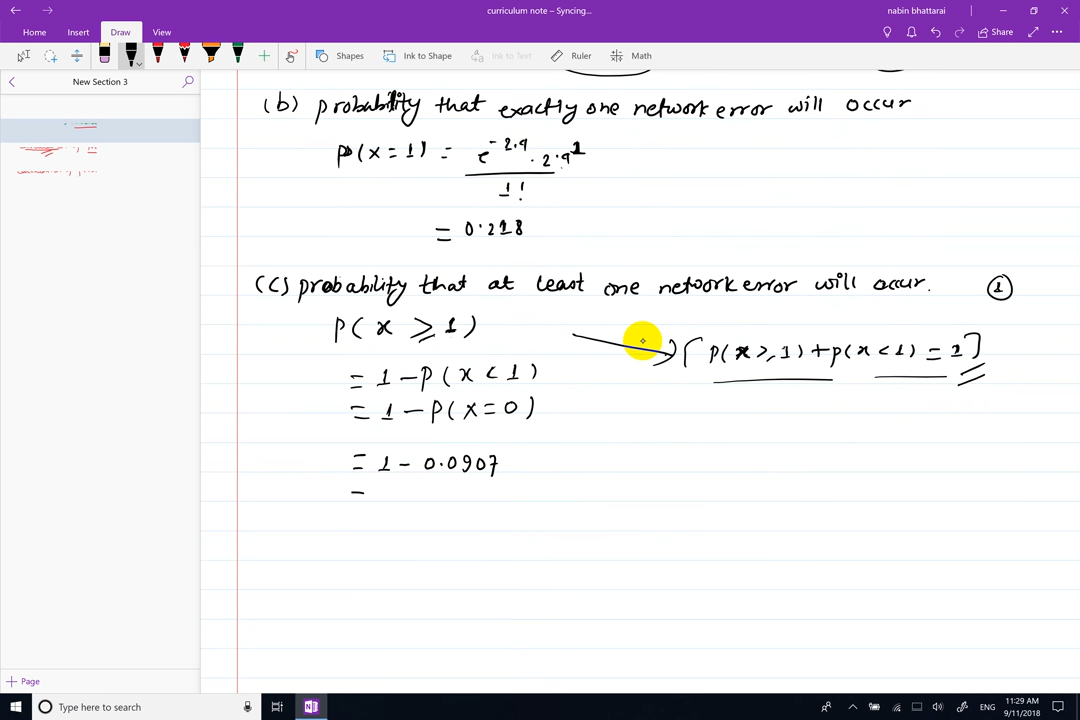 curriculum note - Syncing...
nabin bhattarai
Home Insert Draw View
Share
Shapes Ink to Shape Ink to Text Ruler Math
New Section 3
(b) probability that exactly one network error will occur
P(x=1) = e^-2.4 . 2.4^1
1!
= 0.218
(c) probability that at least one network error will occur. ①
P(x ≥ 1)
[P(x ≥ 1) + p(x < 1) = 1]
= 1 - P(x < 1)
= 1 - P(x = 0)
= 1 - 0.0907
-
+ Page
Type here to search
ENG
11:29 AM
9/11/2018